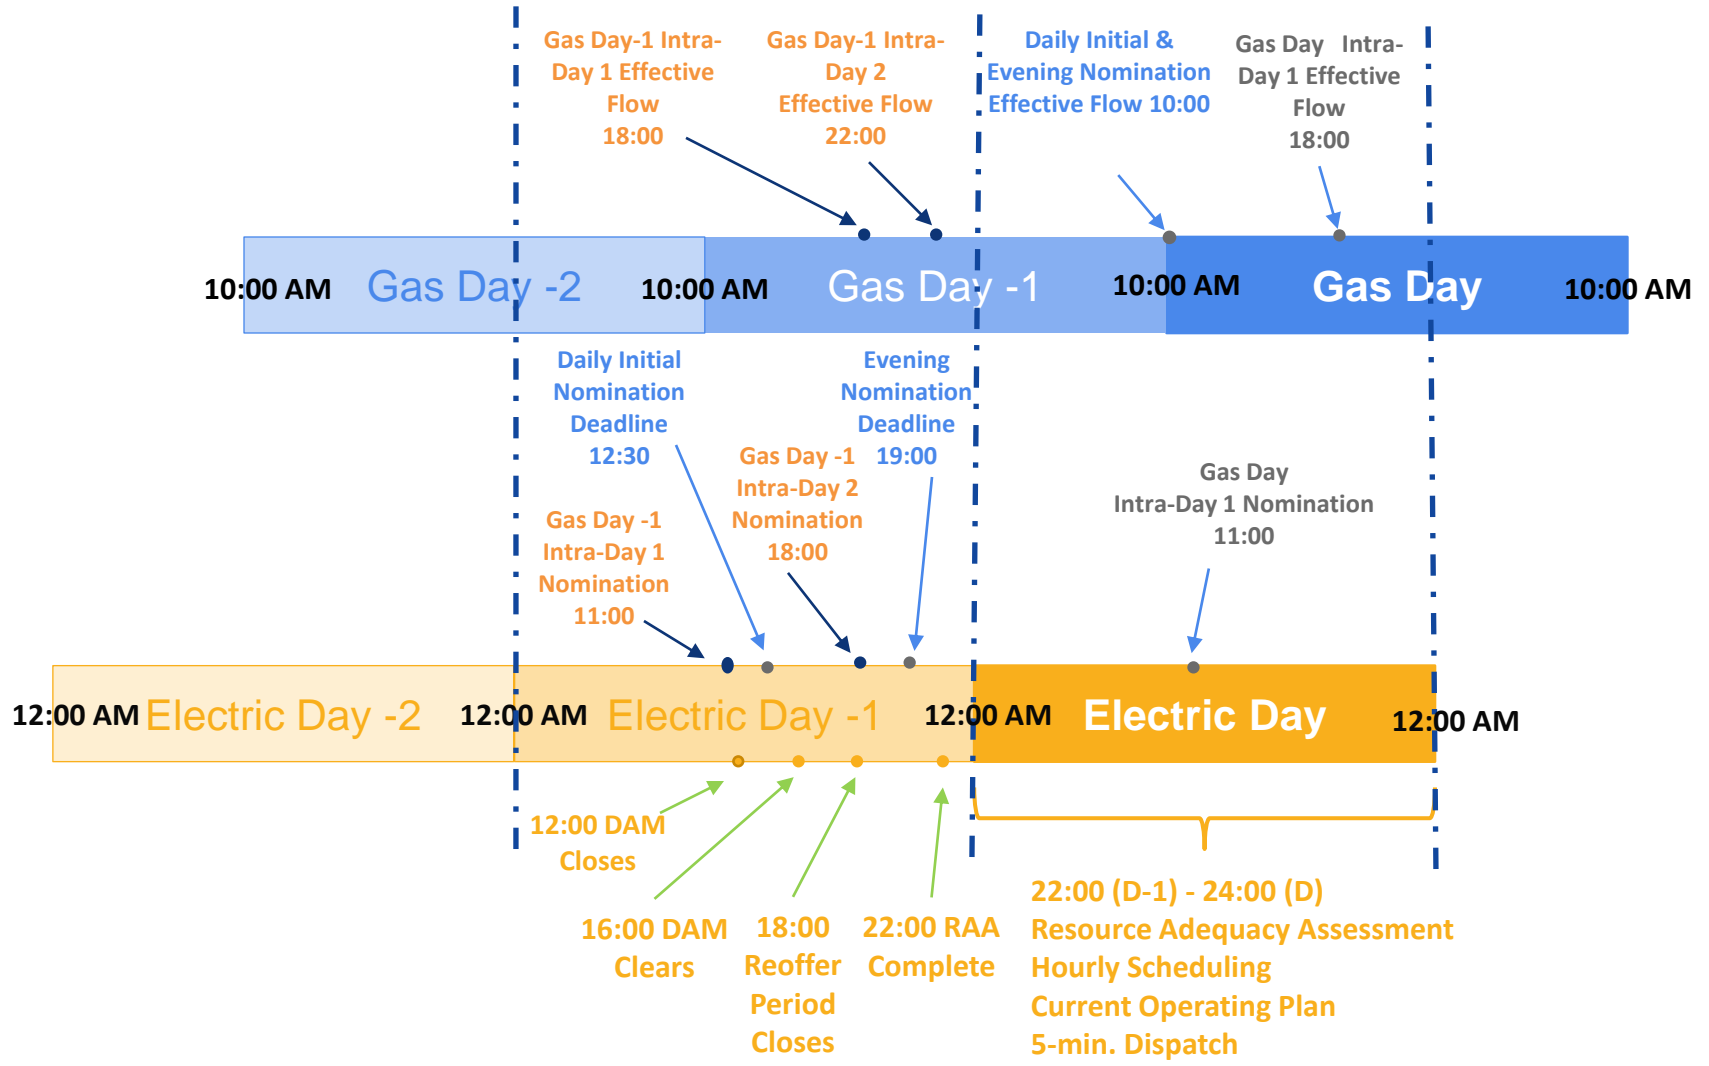 Gas Day-1 Intra-
Day 1 Effective
Flow
18:00
Gas Day-1 Intra-
Day 2
Effective Flow
22:00
Daily Initial &
Evening Nomination
Effective Flow 10:00
Gas Day Intra-
Day 1 Effective
Flow
18:00
10:00 AM
Gas Day -2
10:00 AM
Gas Day -1
10:00 AM
Gas Day
10:00 AM
Daily Initial
Nomination
Deadline
12:30
Evening
Nomination
Deadline
19:00
Gas Day -1
Intra-Day 2
Nomination
18:00
Gas Day -1
Intra-Day 1
Nomination
11:00
Gas Day
Intra-Day 1 Nomination
11:00
12:00 AM
Electric Day -2
12:00 AM
Electric Day -1
12:00 AM
Electric Day
12:00 AM
12:00 DAM
Closes
16:00 DAM
Clears
18:00
Reoffer
Period
Closes
22:00 RAA
Complete
22:00 (D-1) - 24:00 (D)
Resource Adequacy Assessment
Hourly Scheduling
Current Operating Plan
5-min. Dispatch